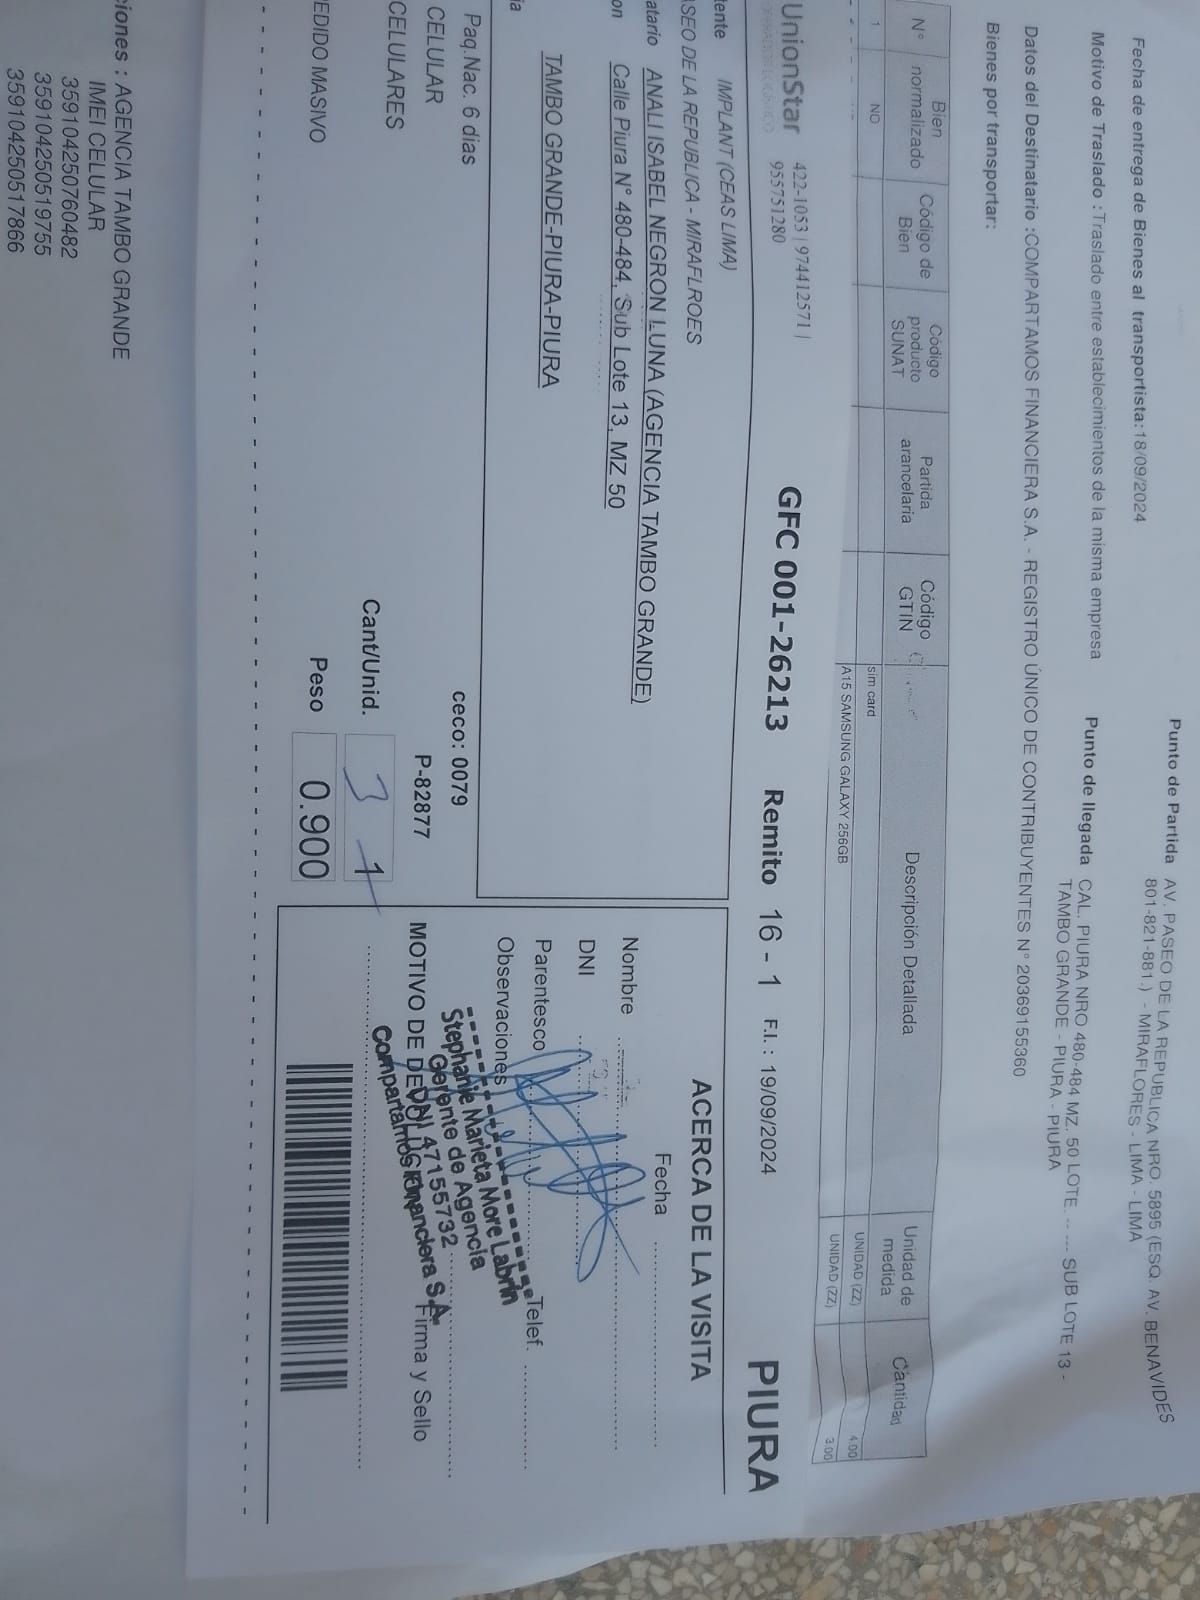 Fecha de entrega de Bienes al transportista:18/09/2024
Punto de Partida AV. PASEO DE LA REPUBLICA NRO. 5895 (ESQ. AV. BENAVIDES
801-821-881.) - MIRAFLORES - LIMA - LIMA
Motivo de Traslado :Traslado entre establecimientos de la misma empresa
Punto de llegada CAL. PIURA NRO 480-484 MZ. 50 LOTE. -- --- SUB LOTE 13 -
TAMBO GRANDE - PIURA - PIURA
Datos del Destinatario :COMPARTAMOS FINANCIERA S.A. - REGISTRO ÚNICO DE CONTRIBUYENTES N° 20369155360
Bienes por transportar:
N° Bien normalizado Código de Bien Código producto SUNAT Partida arancelaria Código GTIN Descripción Detallada Unidad de medida Cantidad
1 NO sim card UNIDAD (ZZ) 4.00
A15 SAMSUNG GALAXY 256GB UNIDAD (ZZ) 3.00
UnionStar 422-1053 | 974412571 |
955751280
GFC 001-26213 Remito 16 - 1 F.I. : 19/09/2024 PIURA
tente IMPLANT (CEAS LIMA)
ASEO DE LA REPUBLICA - MIRAFLROES
atario ANALI ISABEL NEGRON LUNA (AGENCIA TAMBO GRANDE)
on Calle Piura N° 480-484, Sub Lote 13, MZ 50
TAMBO GRANDE-PIURA-PIURA
ia
Paq.Nac. 6 dias ceco: 0079
CELULAR P-82877
CELULARES Cant/Unid. 3 1
PEDIDO MASIVO Peso 0.900
ACERCA DE LA VISITA
Fecha
Nombre
DNI
Parentesco Telef.
Observaciones
Stephanie Marieta More Labrin
Gerente de Agencia
DNI 47155732
Compartamos Financiera S.A.
MOTIVO DE DEVOLUCION Firma y Sello
ciones : AGENCIA TAMBO GRANDE
IMEI CELULAR
359104250760482
359104250519755
359104250517866